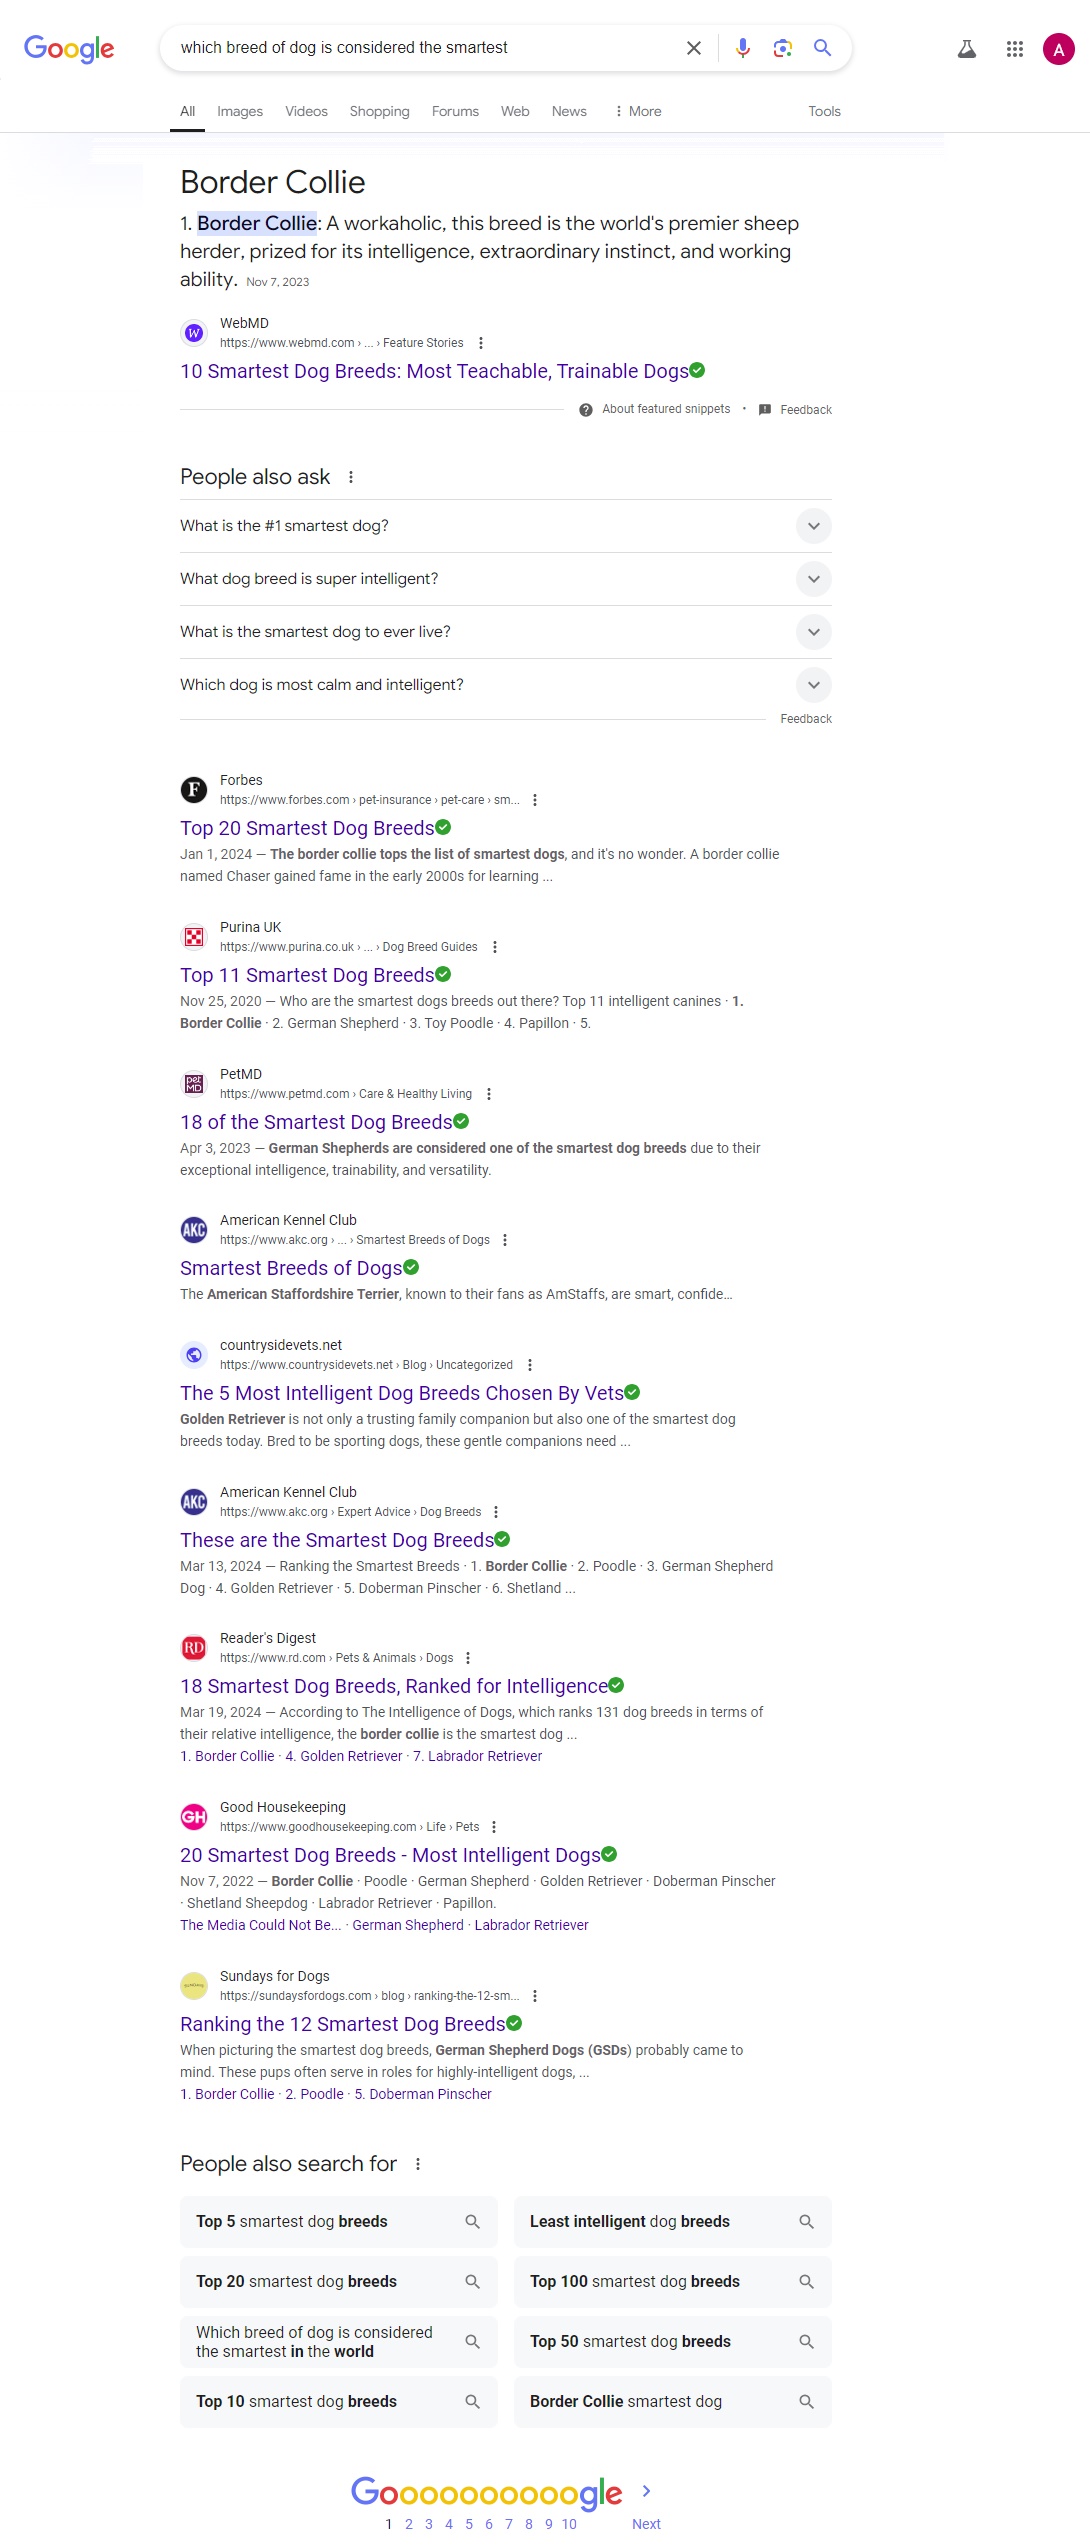 Google
which breed of dog is considered the smartest
A
All Images Videos Shopping Forums Web News More Tools
Border Collie
1. Border Collie: A workaholic, this breed is the world's premier sheep
herder, prized for its intelligence, extraordinary instinct, and working
ability. Nov 7, 2023
W
WebMD
https://www.webmd.com › ... › Feature Stories
10 Smartest Dog Breeds: Most Teachable, Trainable Dogs
About featured snippets • Feedback
People also ask
What is the #1 smartest dog?
What dog breed is super intelligent?
What is the smartest dog to ever live?
Which dog is most calm and intelligent?
Feedback
F
Forbes
https://www.forbes.com › pet-insurance › pet-care › sm...
Top 20 Smartest Dog Breeds
Jan 1, 2024 — The border collie tops the list of smartest dogs, and it's no wonder. A border collie
named Chaser gained fame in the early 2000s for learning ...
Purina UK
https://www.purina.co.uk › ... › Dog Breed Guides
Top 11 Smartest Dog Breeds
Nov 25, 2020 — Who are the smartest dogs breeds out there? Top 11 intelligent canines · 1.
Border Collie · 2. German Shepherd · 3. Toy Poodle · 4. Papillon · 5.
pet MD
PetMD
https://www.petmd.com › Care & Healthy Living
18 of the Smartest Dog Breeds
Apr 3, 2023 — German Shepherds are considered one of the smartest dog breeds due to their
exceptional intelligence, trainability, and versatility.
AKC
American Kennel Club
https://www.akc.org › ... › Smartest Breeds of Dogs
Smartest Breeds of Dogs
The American Staffordshire Terrier, known to their fans as AmStaffs, are smart, confide...
countrysidevets.net
https://www.countrysidevets.net › Blog › Uncategorized
The 5 Most Intelligent Dog Breeds Chosen By Vets
Golden Retriever is not only a trusting family companion but also one of the smartest dog
breeds today. Bred to be sporting dogs, these gentle companions need ...
AKC
American Kennel Club
https://www.akc.org › Expert Advice › Dog Breeds
These are the Smartest Dog Breeds
Mar 13, 2024 — Ranking the Smartest Breeds · 1. Border Collie · 2. Poodle · 3. German Shepherd
Dog · 4. Golden Retriever · 5. Doberman Pinscher · 6. Shetland ...
RD
Reader's Digest
https://www.rd.com › Pets & Animals › Dogs
18 Smartest Dog Breeds, Ranked for Intelligence
Mar 19, 2024 — According to The Intelligence of Dogs, which ranks 131 dog breeds in terms of
their relative intelligence, the border collie is the smartest dog ...
1. Border Collie · 4. Golden Retriever · 7. Labrador Retriever
GH
Good Housekeeping
https://www.goodhousekeeping.com › Life › Pets
20 Smartest Dog Breeds - Most Intelligent Dogs
Nov 7, 2022 — Border Collie · Poodle · German Shepherd · Golden Retriever · Doberman Pinscher
· Shetland Sheepdog · Labrador Retriever · Papillon.
The Media Could Not Be... · German Shepherd · Labrador Retriever
Sundays for Dogs
https://sundaysfordogs.com › blog › ranking-the-12-sm...
Ranking the 12 Smartest Dog Breeds
When picturing the smartest dog breeds, German Shepherd Dogs (GSDs) probably came to
mind. These pups often serve in roles for highly-intelligent dogs, ...
1. Border Collie · 2. Poodle · 5. Doberman Pinscher
People also search for
Top 5 smartest dog breeds
Least intelligent dog breeds
Top 20 smartest dog breeds
Top 100 smartest dog breeds
Which breed of dog is considered
the smartest in the world
Top 50 smartest dog breeds
Top 10 smartest dog breeds
Border Collie smartest dog
Goooooooooogle
1 2 3 4 5 6 7 8 9 10 Next